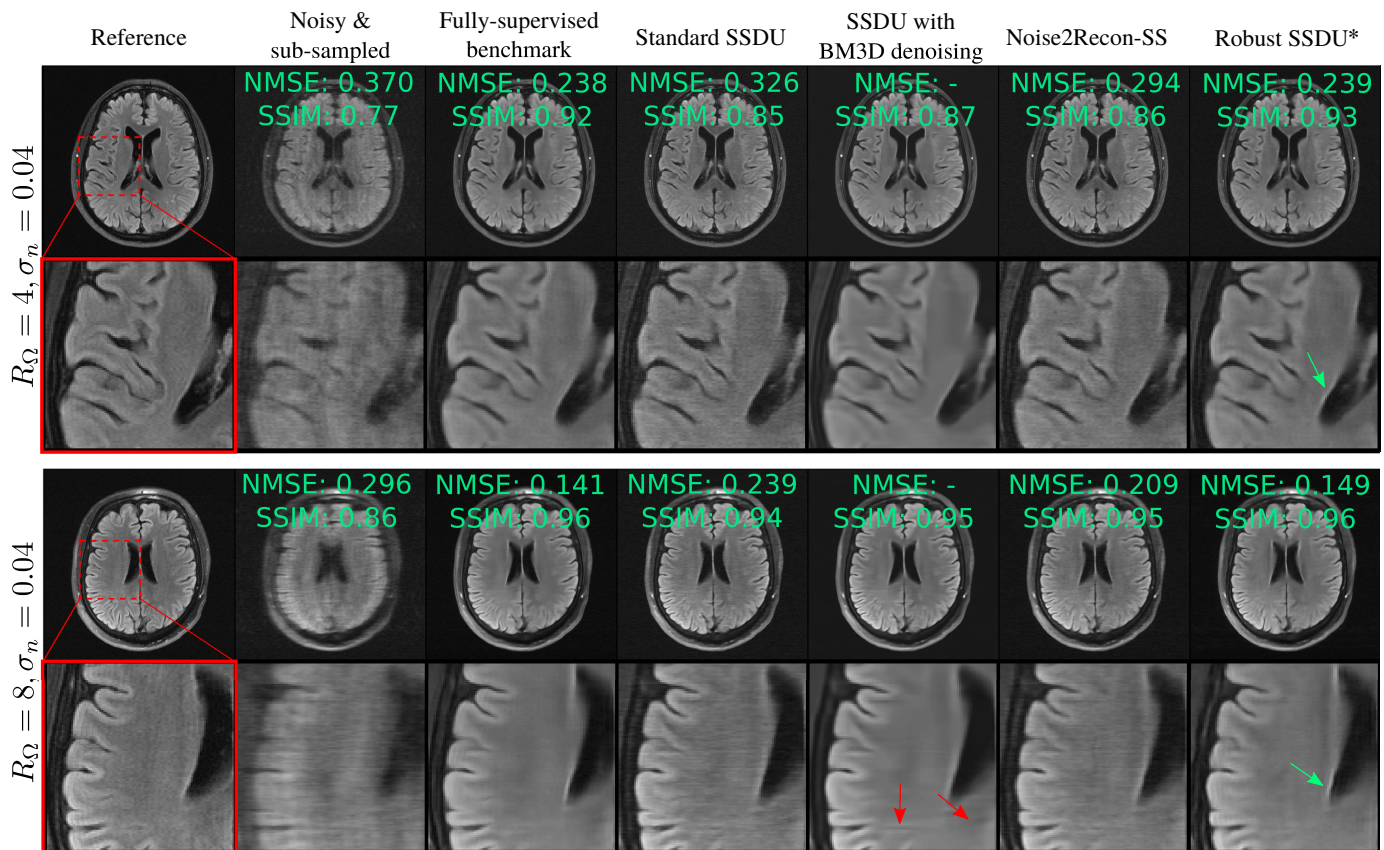 Reference
Noisy &
sub-sampled
Fully-supervised
benchmark
Standard SSDU
SSDU with
BM3D denoising
Noise2Recon-SS
Robust SSDU*
R_Ω = 4, σ_n = 0.04
NMSE: 0.370
SSIM: 0.77
NMSE: 0.238
SSIM: 0.92
NMSE: 0.326
SSIM: 0.85
NMSE: -
SSIM: 0.87
NMSE: 0.294
SSIM: 0.86
NMSE: 0.239
SSIM: 0.93
R_Ω = 8, σ_n = 0.04
NMSE: 0.296
SSIM: 0.86
NMSE: 0.141
SSIM: 0.96
NMSE: 0.239
SSIM: 0.94
NMSE: -
SSIM: 0.95
NMSE: 0.209
SSIM: 0.95
NMSE: 0.149
SSIM: 0.96